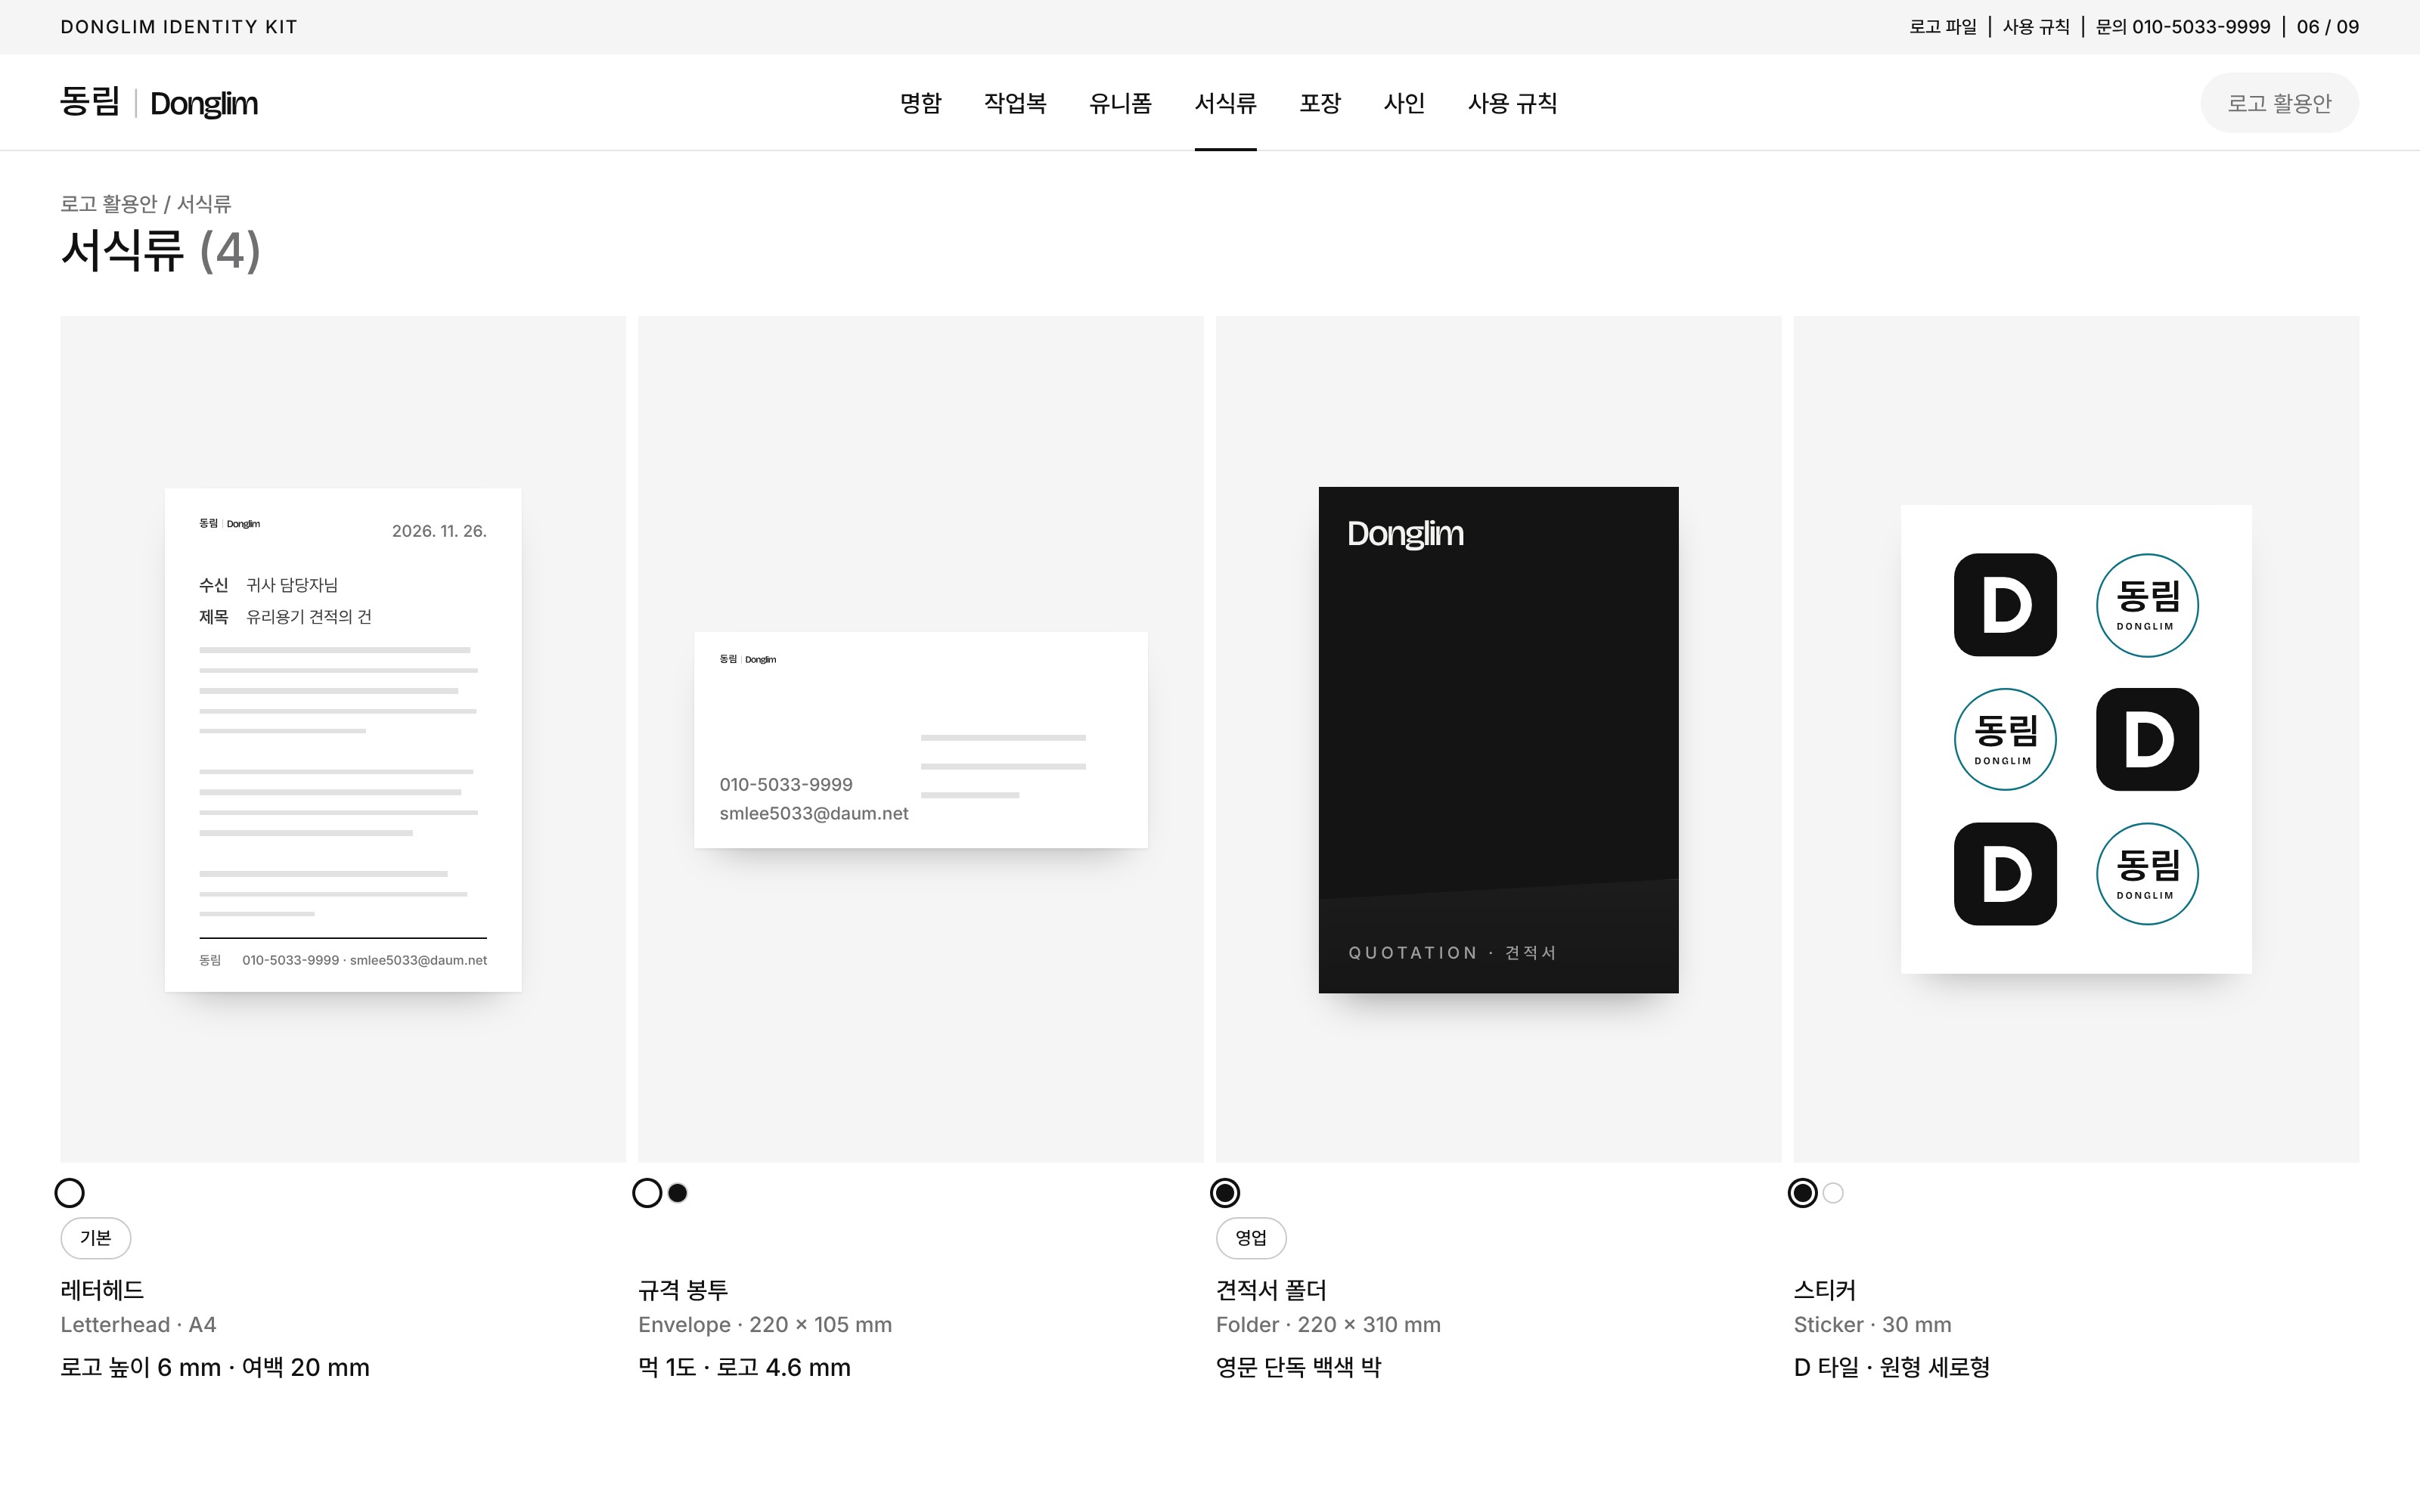 DONGLIM IDENTITY KIT
로고 파일 | 사용 규칙 | 문의 010-5033-9999 | 06 / 09
동림 | Donglim
명함 작업복 유니폼 서식류 포장 사인 사용 규칙
로고 활용안
로고 활용안 / 서식류
서식류 (4)
동림 | Donglim
2026. 11. 26.
수신 귀사 담당자님
제목 유리용기 견적의 건
동림 010-5033-9999 · smlee5033@daum.net
동림 | Donglim
010-5033-9999
smlee5033@daum.net
Donglim
QUOTATION · 견적서
D
동림
DONGLIM
동림
DONGLIM
D
D
동림
DONGLIM
기본
레터헤드
Letterhead · A4
로고 높이 6 mm · 여백 20 mm
규격 봉투
Envelope · 220 × 105 mm
먹 1도 · 로고 4.6 mm
영업
견적서 폴더
Folder · 220 × 310 mm
영문 단독 백색 박
스티커
Sticker · 30 mm
D 타일 · 원형 세로형